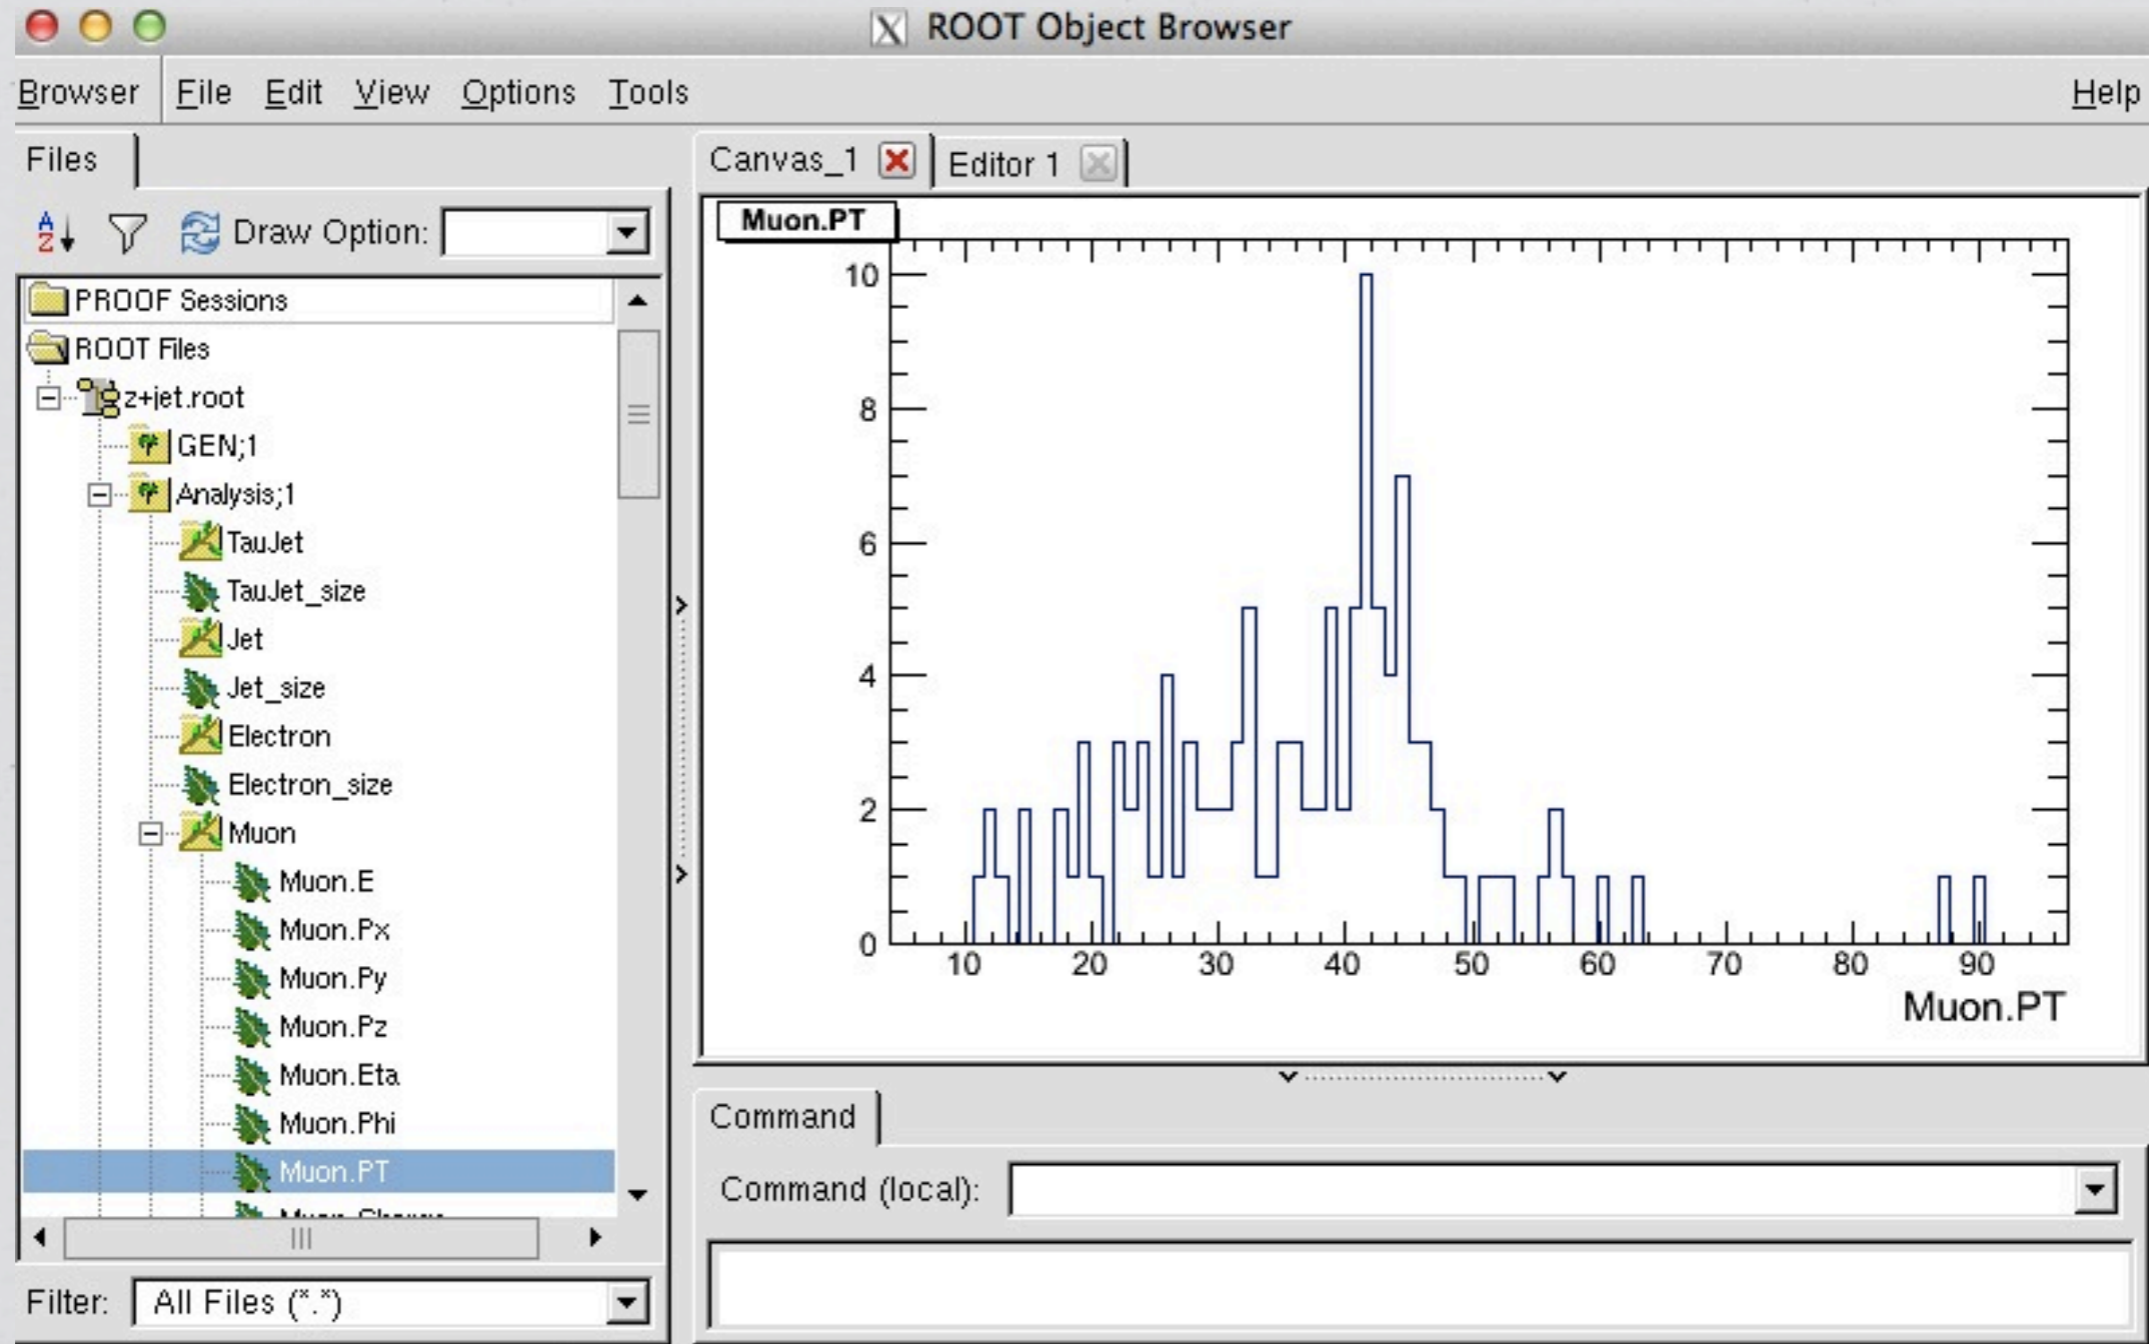 ROOT Object Browser
Browser File Edit View Options Tools Help
Files
Canvas_1 Editor 1
Draw Option:
PROOF Sessions
ROOT Files
z+jet.root
GEN;1
Analysis;1
TauJet
TauJet_size
Jet
Jet_size
Electron
Electron_size
Muon
Muon.E
Muon.Px
Muon.Py
Muon.Pz
Muon.Eta
Muon.Phi
Muon.PT
Filter: All Files (*.*)
Muon.PT
10
8
6
4
2
0
10 20 30 40 50 60 70 80 90
Muon.PT
Command
Command (local):